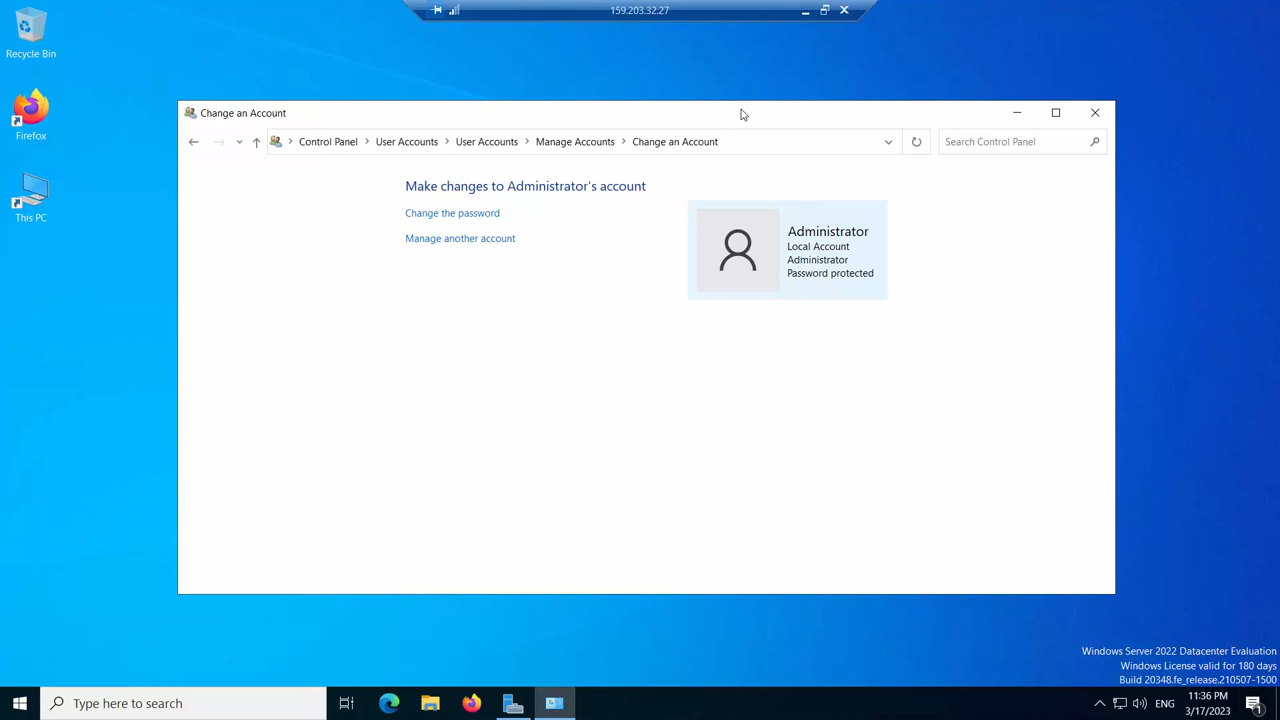 159.203.32.27
Recycle Bin
Firefox
This PC
Change an Account
Control Panel > User Accounts > User Accounts > Manage Accounts > Change an Account
Search Control Panel
Make changes to Administrator's account
Change the password
Manage another account
Administrator
Local Account
Administrator
Password protected
Windows Server 2022 Datacenter Evaluation
Windows License valid for 180 days
Build 20348.fe_release.210507-1500
Type here to search
ENG
11:36 PM
3/17/2023
1